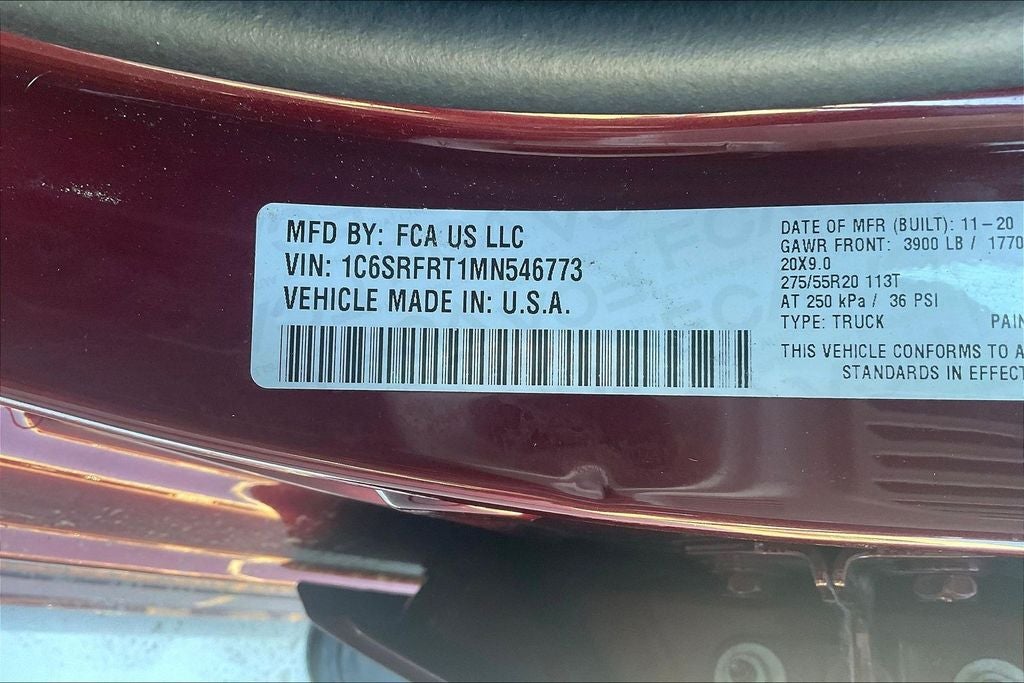 MFD BY: FCA US LLC
VIN: 1C6SRFRT1MN546773
VEHICLE MADE IN: U.S.A.
DATE OF MFR (BUILT): 11-20
GAWR FRONT: 3900 LB / 1770
20X9.0
275/55R20 113T
AT 250 kPa / 36 PSI
TYPE: TRUCK PAIN
THIS VEHICLE CONFORMS TO A
STANDARDS IN EFFECT